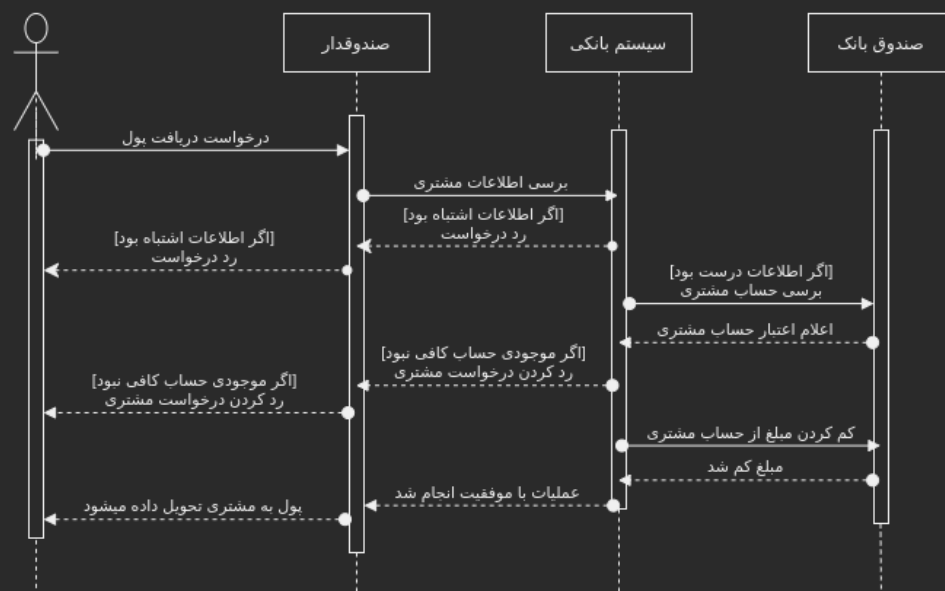 صندوقدار
سیستم بانکی
صندوق بانک
درخواست دریافت پول
برسی اطلاعات مشتری
[اگر اطلاعات اشتباه بود]
رد درخواست
[اگر اطلاعات اشتباه بود]
رد درخواست
[اگر اطلاعات درست بود]
برسی حساب مشتری
اعلام اعتبار حساب مشتری
[اگر موجودی حساب کافی نبود]
رد کردن درخواست مشتری
[اگر موجودی حساب کافی نبود]
رد کردن درخواست مشتری
کم کردن مبلغ از حساب مشتری
مبلغ کم شد
عملیات با موفقیت انجام شد
پول به مشتری تحویل داده میشود